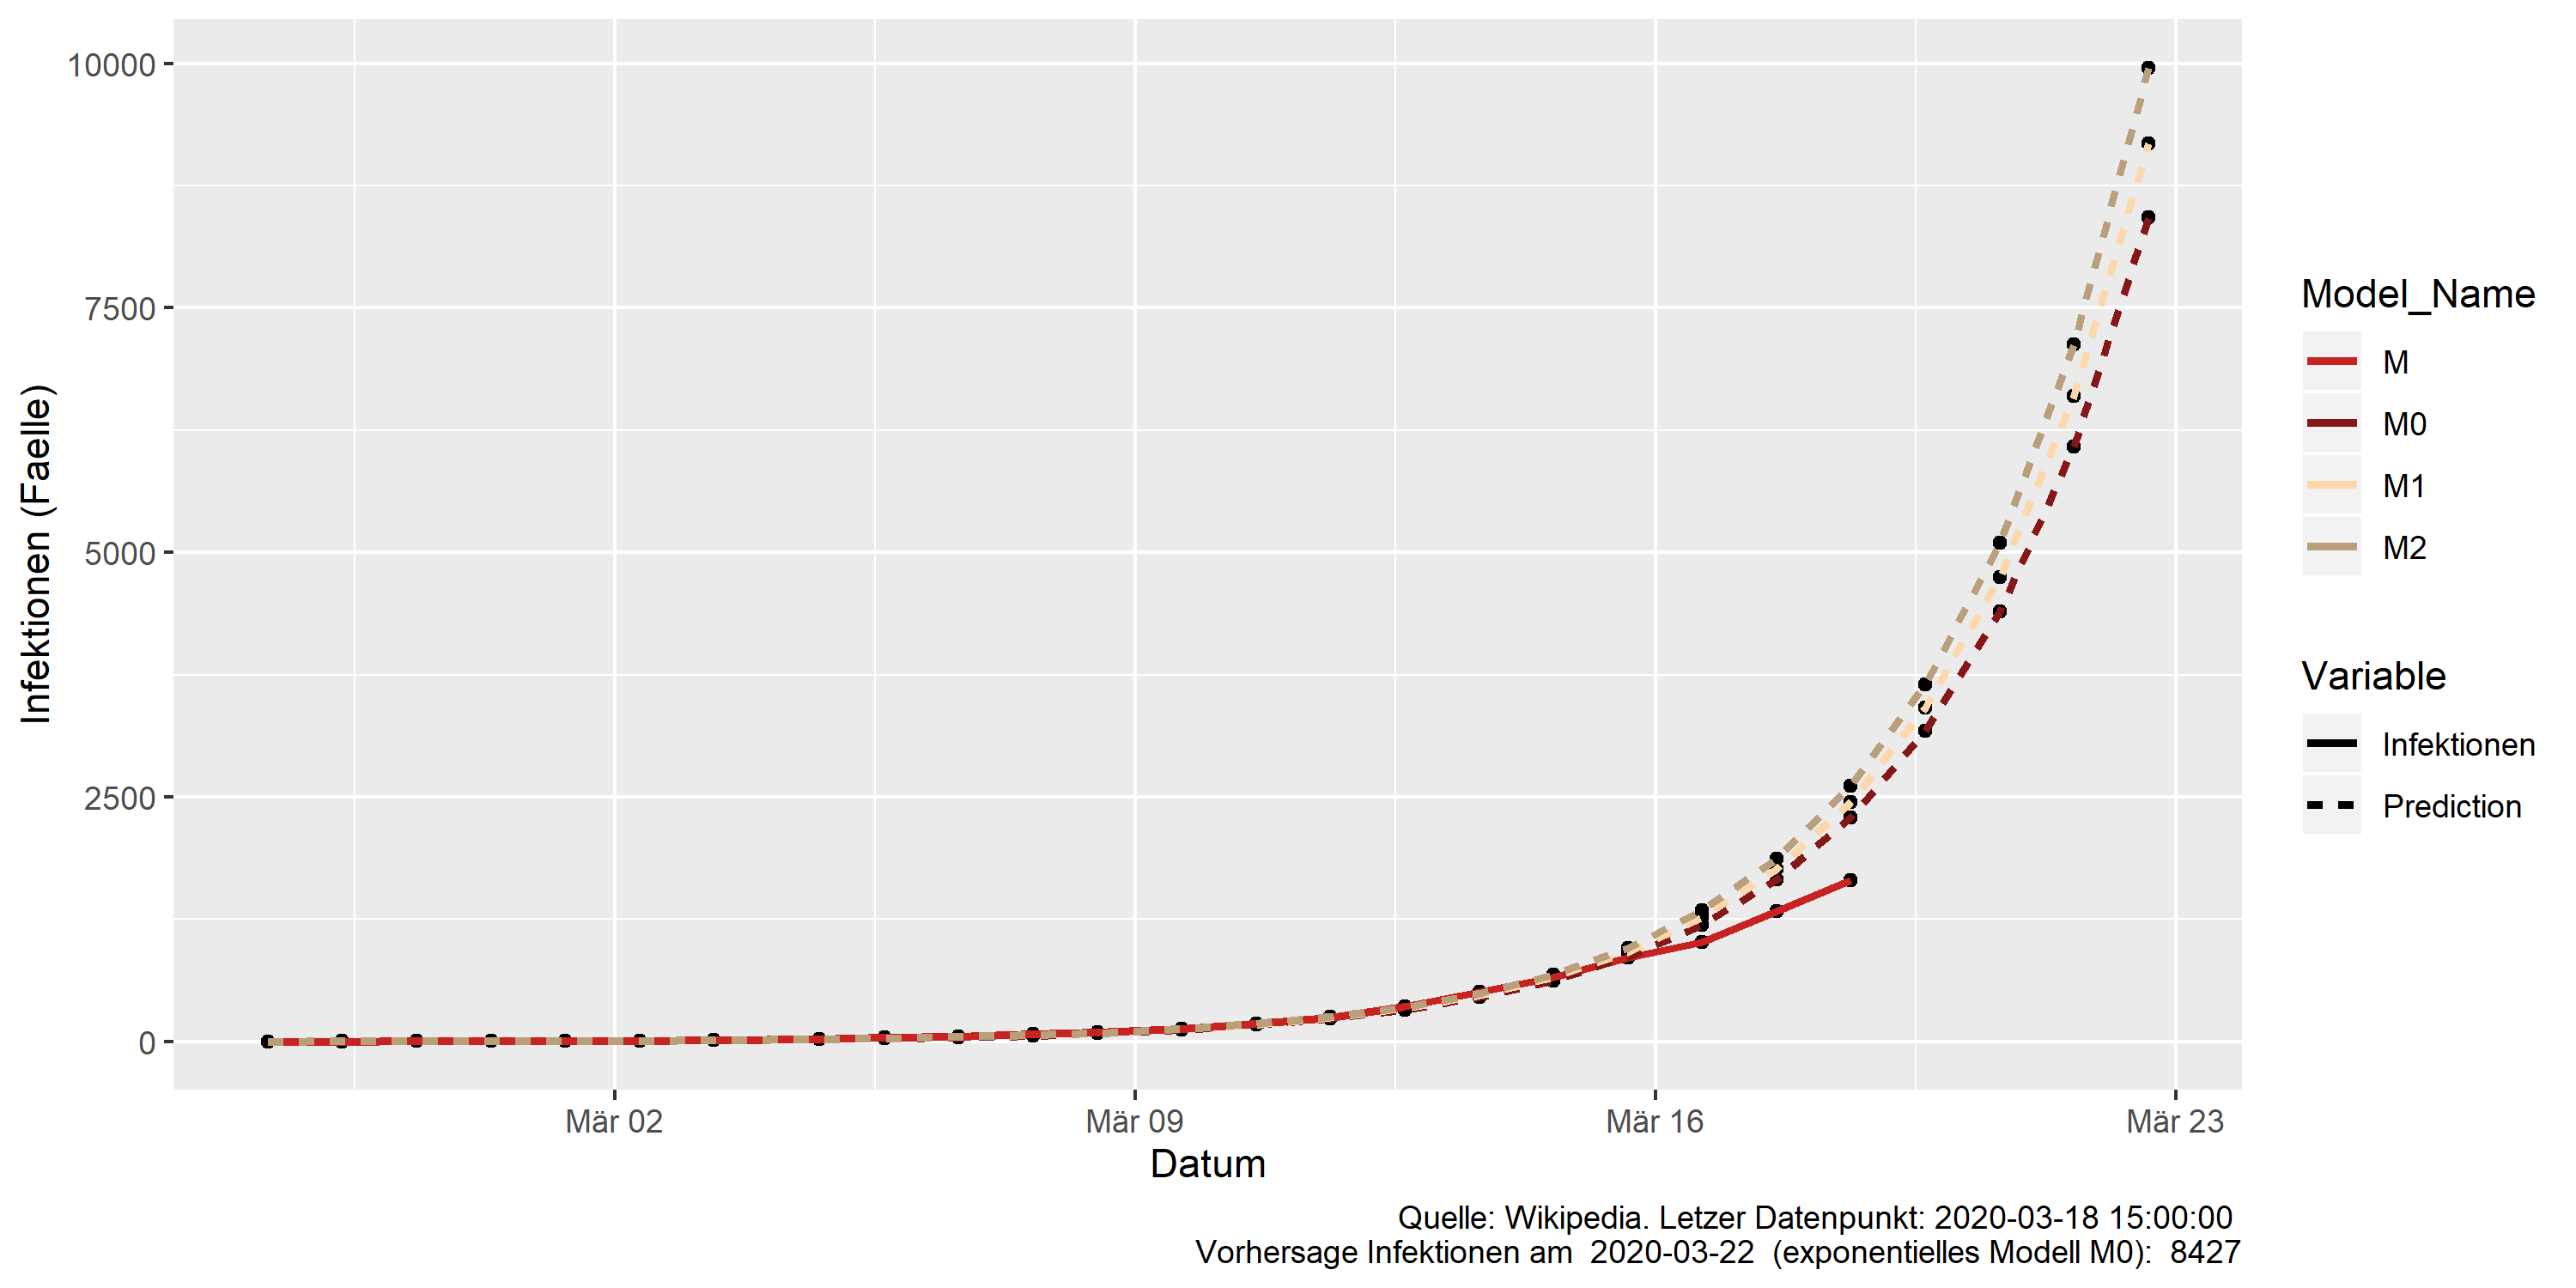 10000
7500
5000
2500
0
Infektionen (Faelle)
Mär 02
Mär 09
Mär 16
Mär 23
Datum
Model_Name
M
M0
M1
M2
Variable
Infektionen
Prediction
Quelle: Wikipedia. Letzer Datenpunkt: 2020-03-18 15:00:00
Vorhersage Infektionen am  2020-03-22  (exponentielles Modell M0):  8427